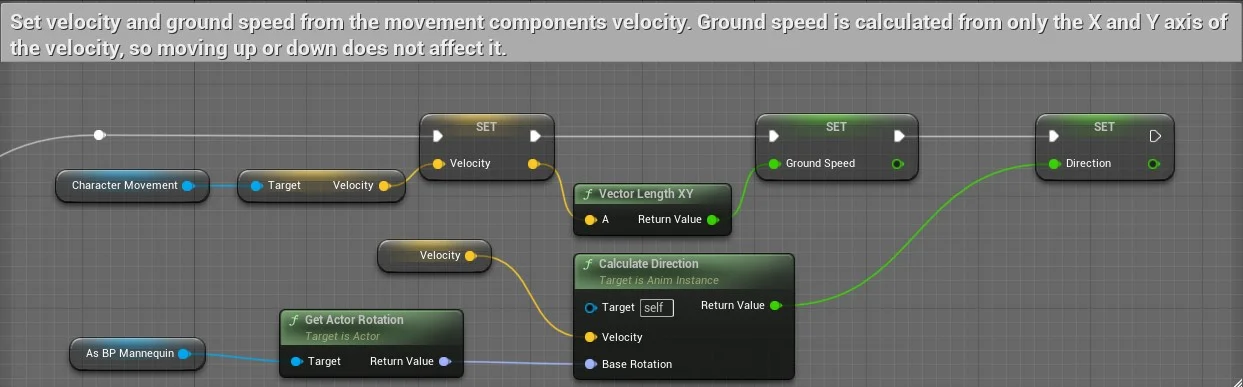 Set velocity and ground speed from the movement components velocity. Ground speed is calculated from only the X and Y axis of
the velocity, so moving up or down does not affect it.
SET
SET
SET
Velocity
Ground Speed
Direction
Character Movement
Target Velocity
f Vector Length XY
A Return Value
Velocity
f Calculate Direction
Target is Anim Instance
Target self Return Value
Velocity
Base Rotation
f Get Actor Rotation
Target is Actor
Target Return Value
As BP Mannequin